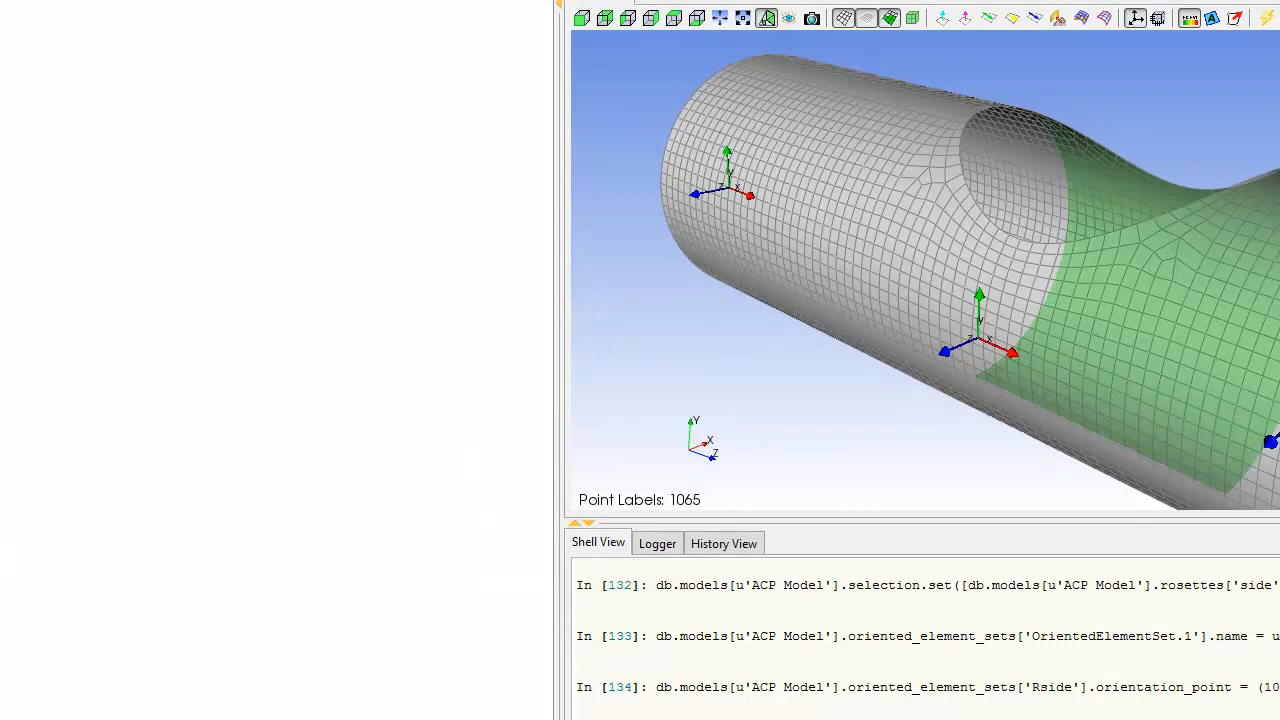 Y
Z
X
Y
Z
X
Y
X
Z
Point Labels: 1065
Shell View
Logger
History View
In [132]: db.models[u'ACP Model'].selection.set([db.models[u'ACP Model'].rosettes['side'
In [133]: db.models[u'ACP Model'].oriented_element_sets['OrientedElementSet.1'].name = u
In [134]: db.models[u'ACP Model'].oriented_element_sets['Rside'].orientation_point = (10